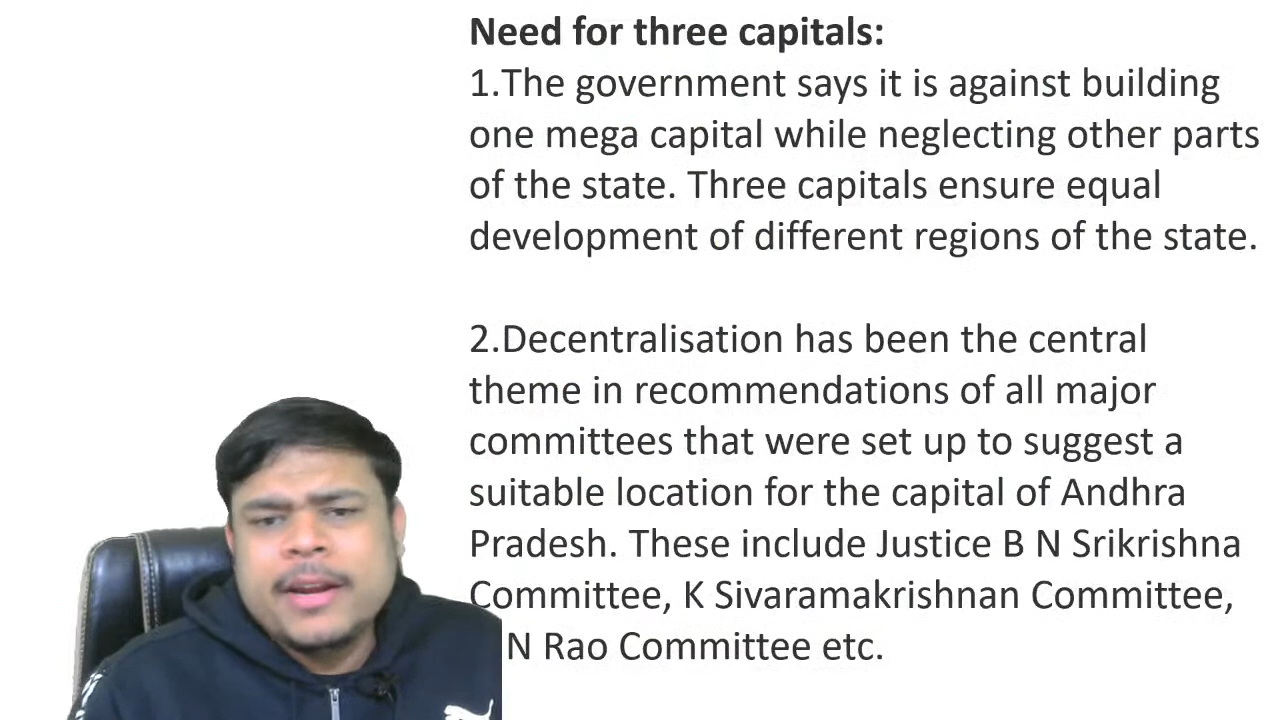 Need for three capitals:
1.The government says it is against building
one mega capital while neglecting other parts
of the state. Three capitals ensure equal
development of different regions of the state.
2.Decentralisation has been the central
theme in recommendations of all major
committees that were set up to suggest a
suitable location for the capital of Andhra
Pradesh. These include Justice B N Srikrishna
Committee, K Sivaramakrishnan Committee,
N Rao Committee etc.